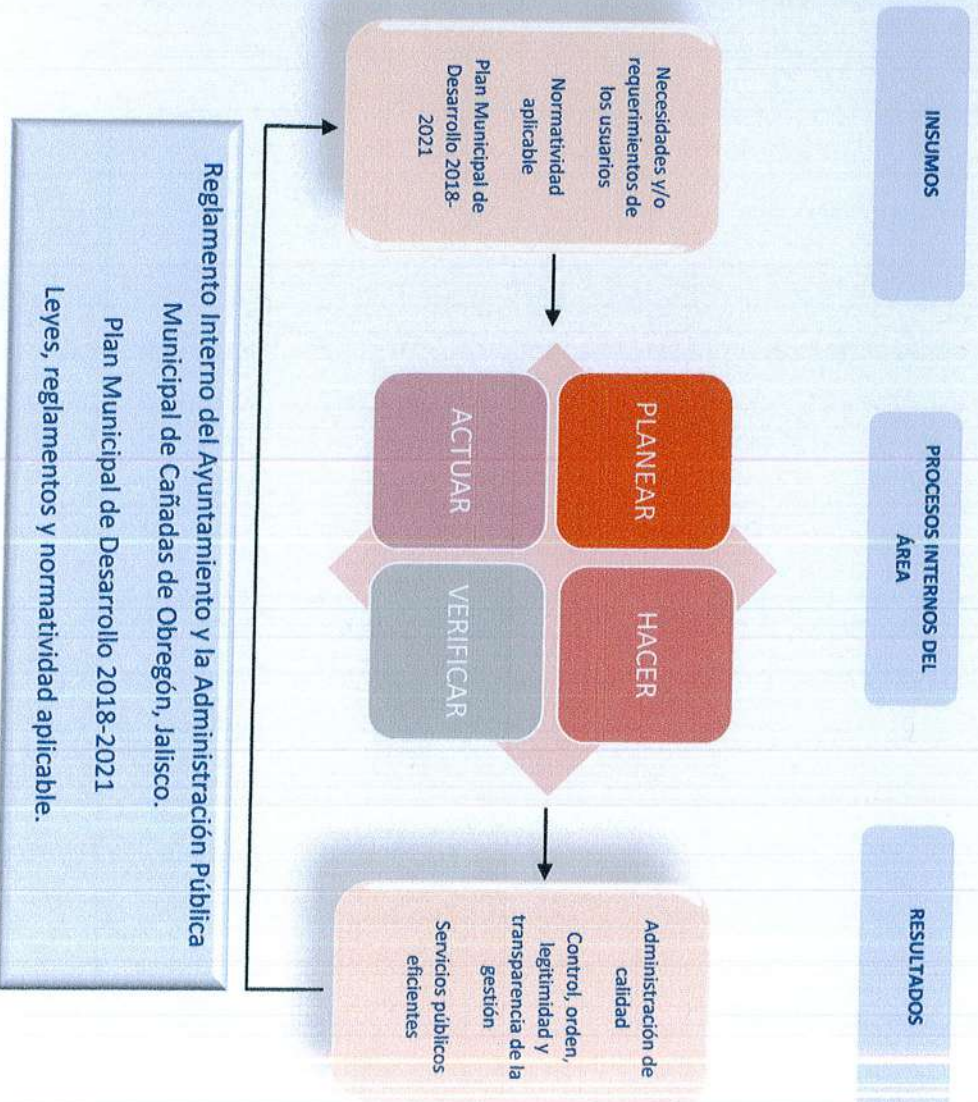 INSUMOS
PROCESOS INTERNOS DEL
ÁREA
RESULTADOS
Necesidades y/o
requerimientos de
los usuarios
Normatividad
aplicable
Plan Municipal de
Desarrollo 2018-
2021
PLANEAR
HACER
ACTUAR
VERIFICAR
Administración de
calidad
Control, orden,
legitimidad y
transparencia de la
gestión
Servicios públicos
eficientes
Reglamento Interno del Ayuntamiento y la Administración Pública
Municipal de Cañadas de Obregón, Jalisco.
Plan Municipal de Desarrollo 2018-2021
Leyes, reglamentos y normatividad aplicable.